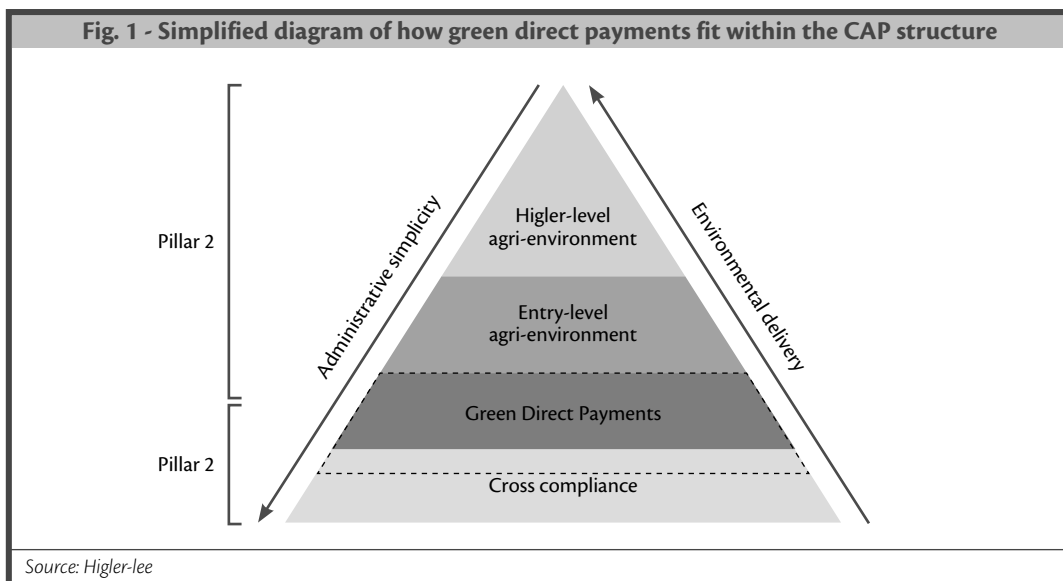 Fig. 1 - Simplified diagram of how green direct payments fit within the CAP structure
Pillar 2
Administrative simplicity
Higler-level
agri-environment
Environmental delivery
Entry-level
agri-environment
Green Direct Payments
Pillar 2
Cross compliance
Source: Higler-lee